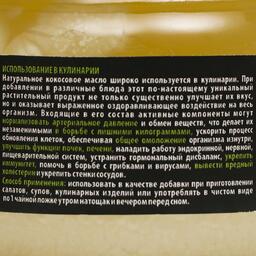 ИСПОЛЬЗОВАНИЕ В КУЛИНАРИИ
Натуральное кокосовое масло широко используется в кулинарии. При
добавлении в различные блюда этот по-настоящему уникальный
растительный продукт не только существенно улучшает их вкус,
но и оказывает выраженное оздоравливающее воздействие на весь
организм. Входящие в его состав активные компоненты могут
нормализовать артериальное давление и обмен веществ, что делает их
незаменимыми в борьбе с лишними килограммами, ускорить процесс
обновления клеток, обеспечивая общее омоложение организма изнутри,
улучшить функции почек, печени, наладить работу эндокринной, нервной,
пищеварительной систем, устранить гормональный дисбаланс, укрепить
иммунитет, помочь в борьбе с грибками и вирусами, вывести вредный
холестерин и укрепить стенки сосудов.
Способ применения: использовать в качестве добавки при приготовлении
салатов, супов, кулинарных изделий или употреблять в чистом виде
по 1 чайной ложке утром натощак и вечером перед сном.